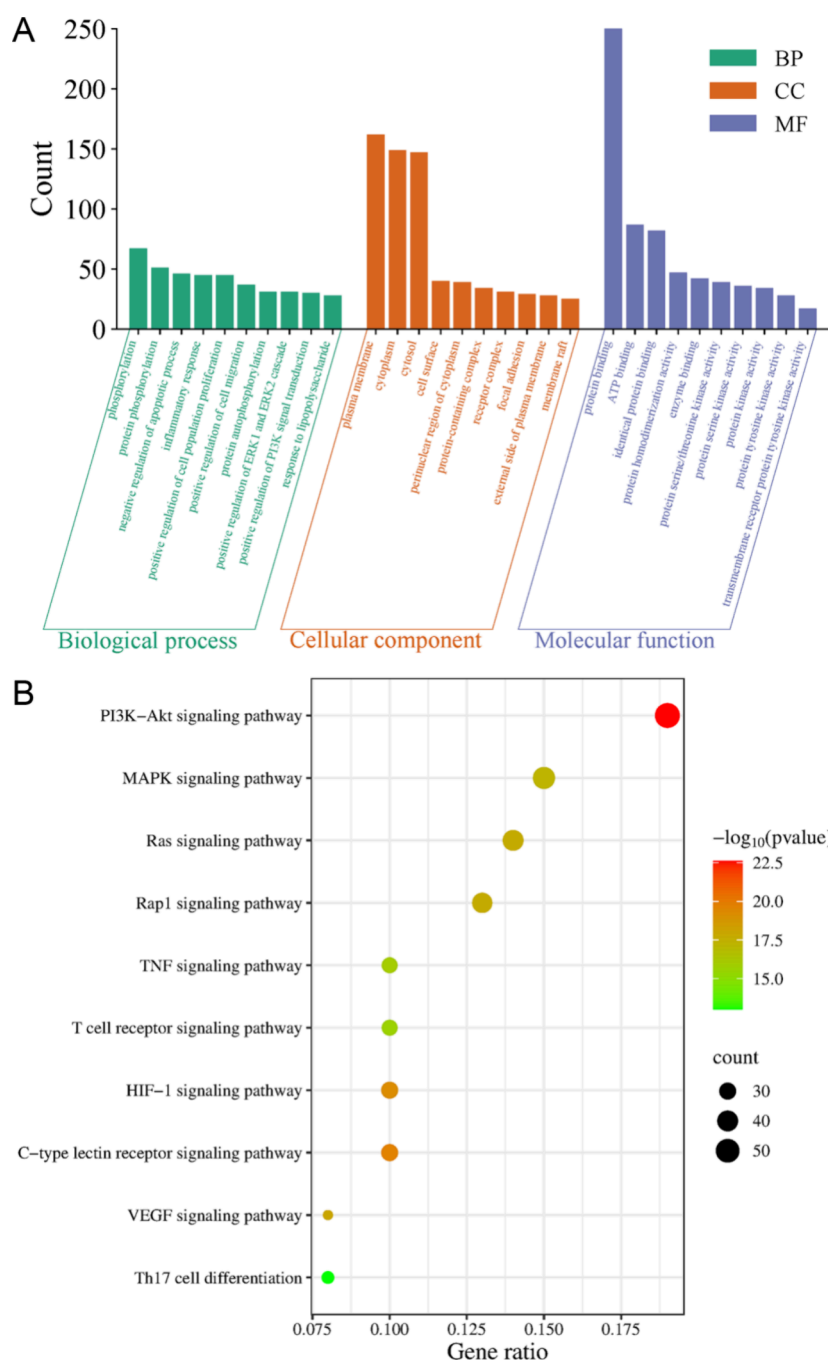 A
250
200
150
100
50
0
Count
BP
CC
MF
phosphorylation
protein phosphorylation
negative regulation of apoptotic process
inflammatory response
positive regulation of cell population proliferation
positive regulation of cell migration
protein autophosphorylation
positive regulation of ERK1 and ERK2 cascade
positive regulation of PI3K signal transduction
response to lipopolysaccharide
plasma membrane
cytoplasm
cytosol
cell surface
perinuclear region of cytoplasm
protein-containing complex
receptor complex
focal adhesion
external side of plasma membrane
membrane raft
protein binding
ATP binding
identical protein binding
protein homodimerization activity
enzyme binding
protein serine/threonine kinase activity
protein serine kinase activity
protein kinase activity
protein tyrosine kinase activity
transmembrane receptor protein tyrosine kinase activity
Biological process
Cellular component
Molecular function
B
PI3K−Akt signaling pathway
MAPK signaling pathway
Ras signaling pathway
Rap1 signaling pathway
TNF signaling pathway
T cell receptor signaling pathway
HIF−1 signaling pathway
C−type lectin receptor signaling pathway
VEGF signaling pathway
Th17 cell differentiation
0.075 0.100 0.125 0.150 0.175
Gene ratio
−log₁₀(pvalue)
22.5
20.0
17.5
15.0
count
30
40
50